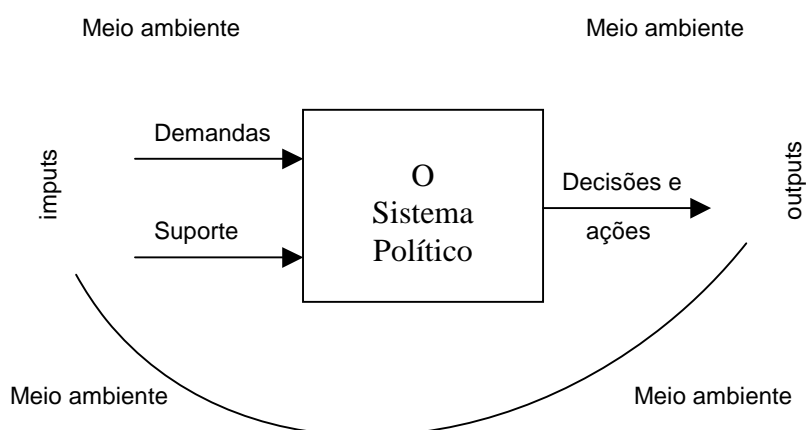 Meio ambiente
Meio ambiente
Demandas
Suporte
imputs
O
Sistema
Político
Decisões e
ações
outputs
Meio ambiente
Meio ambiente